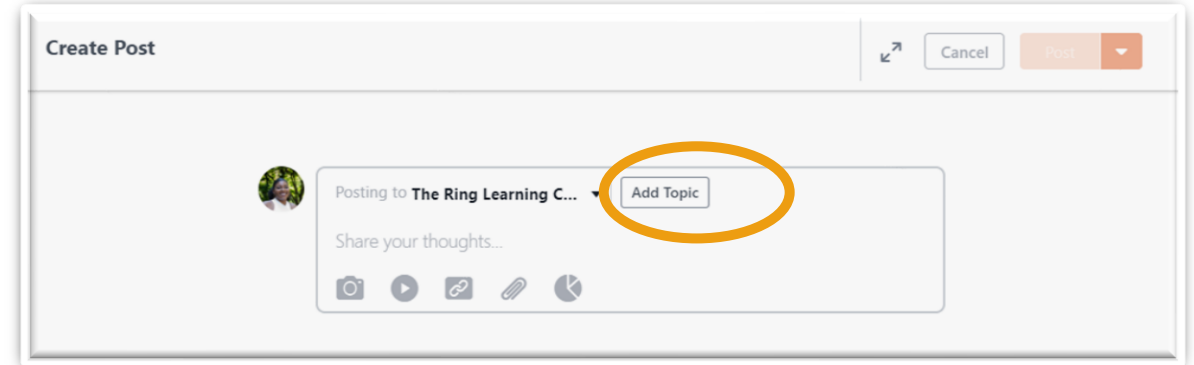 Create Post
Cancel
Post
Posting to The Ring Learning C...
Add Topic
Share your thoughts...